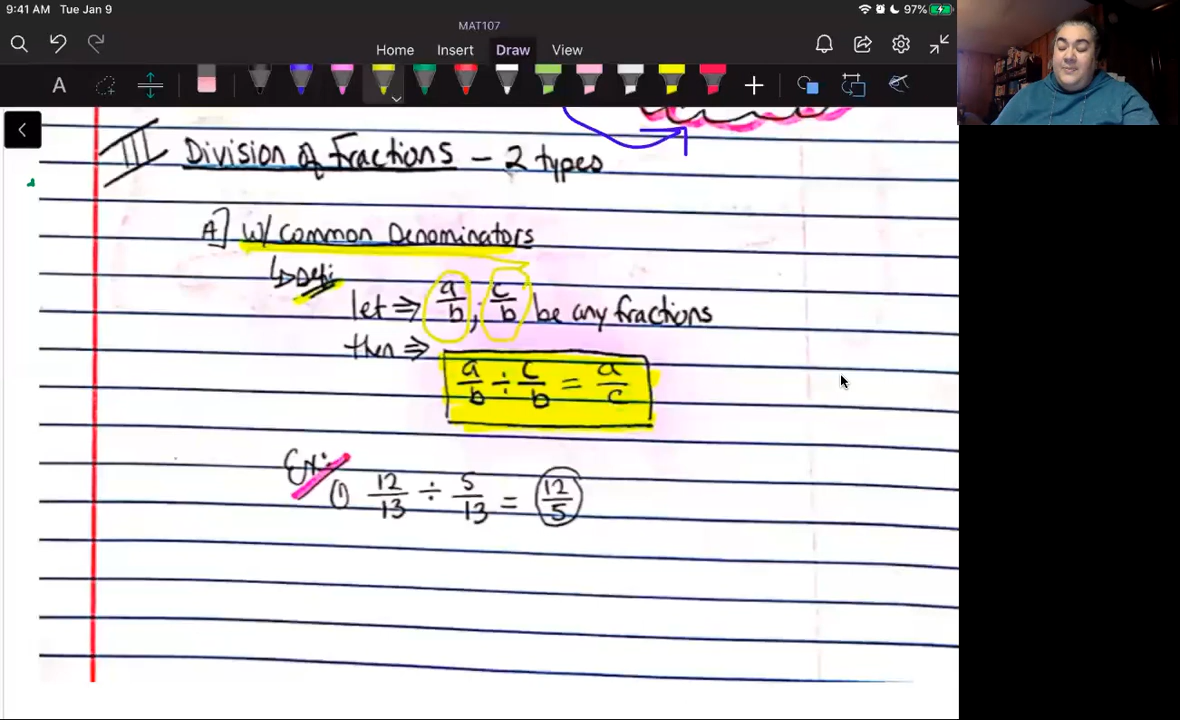 9:41 AM Tue Jan 9
97%
MAT107
Home Insert Draw View
A
III Division of Fractions - 2 types
A] w/ common Denominators
↳ Def:
let ⇒ a/b ; c/b be any fractions
then ⇒
a/b ÷ c/b = a/c
Ex:
① 12/13 ÷ 5/13 = 12/5